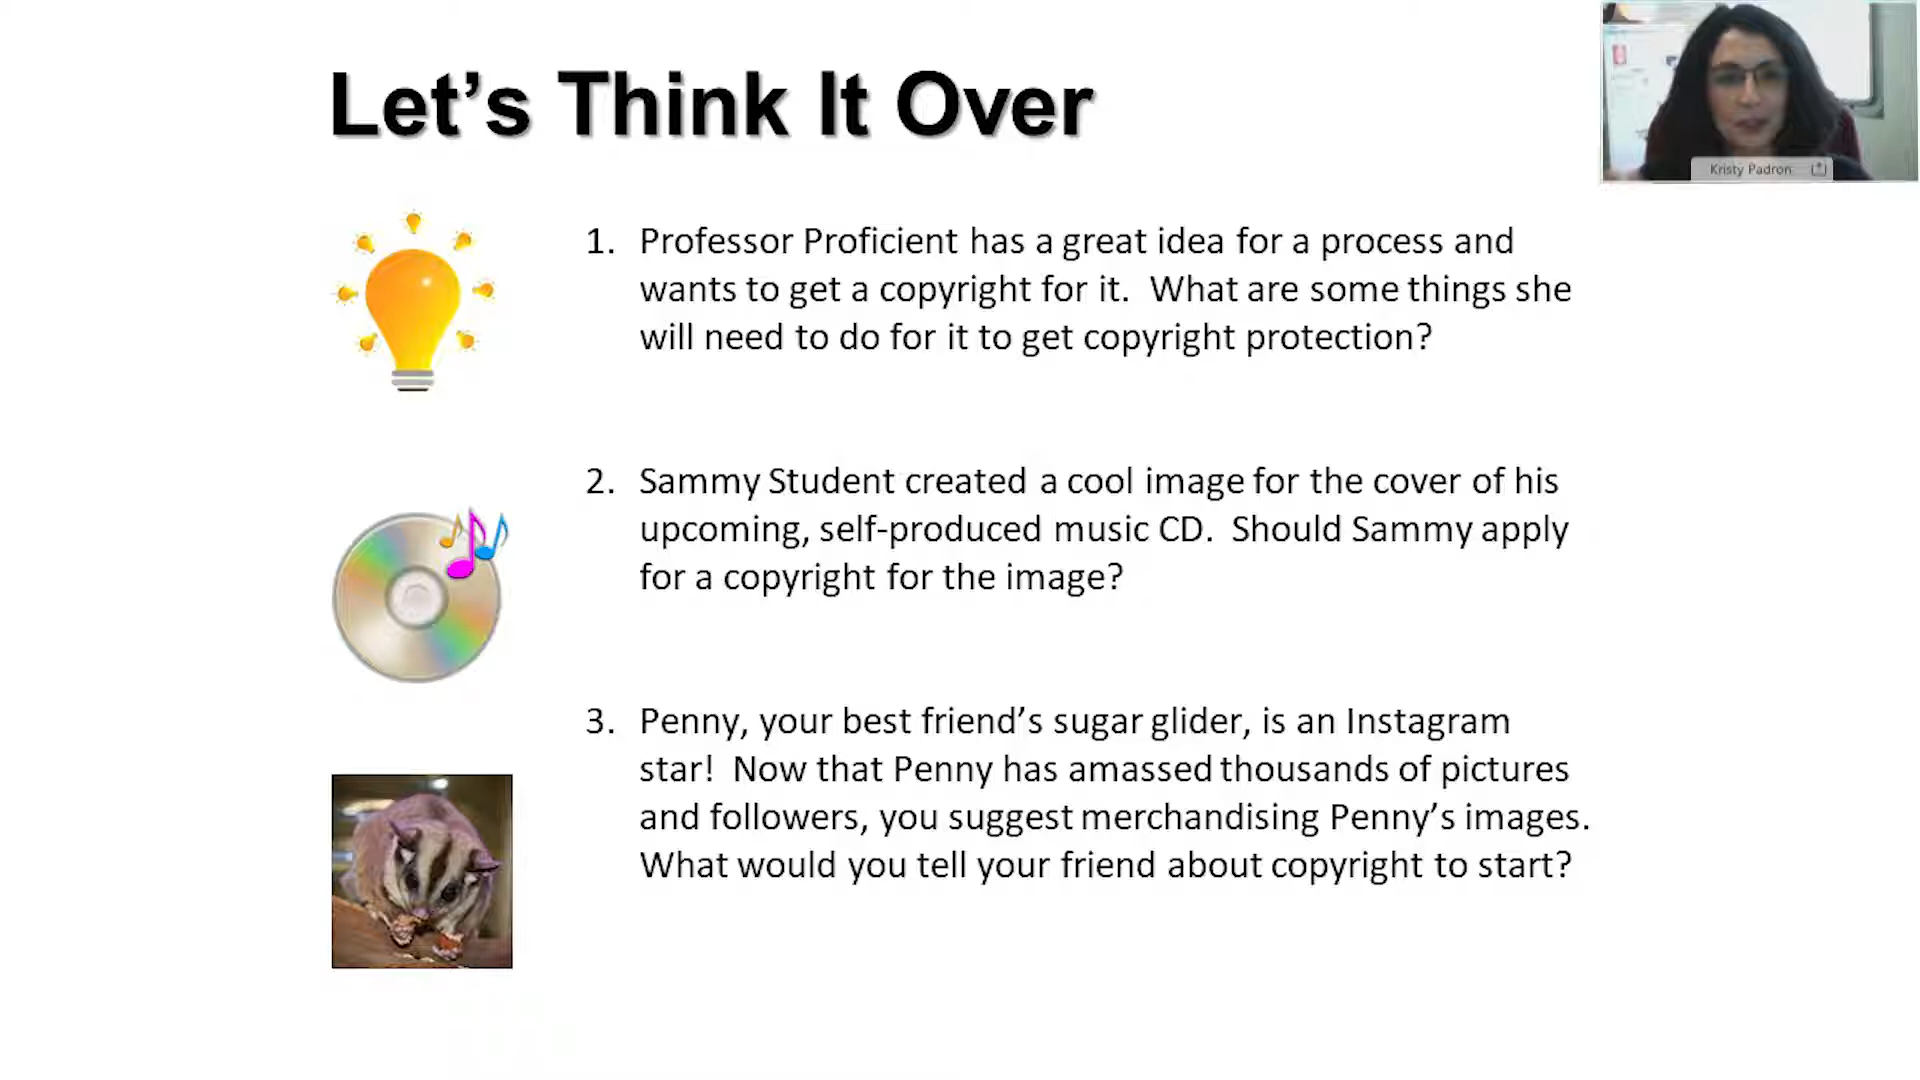 Let's Think It Over
Kristy Padron
1. Professor Proficient has a great idea for a process and
wants to get a copyright for it.  What are some things she
will need to do for it to get copyright protection?
2. Sammy Student created a cool image for the cover of his
upcoming, self-produced music CD.  Should Sammy apply
for a copyright for the image?
3. Penny, your best friend’s sugar glider, is an Instagram
star!  Now that Penny has amassed thousands of pictures
and followers, you suggest merchandising Penny’s images.
What would you tell your friend about copyright to start?